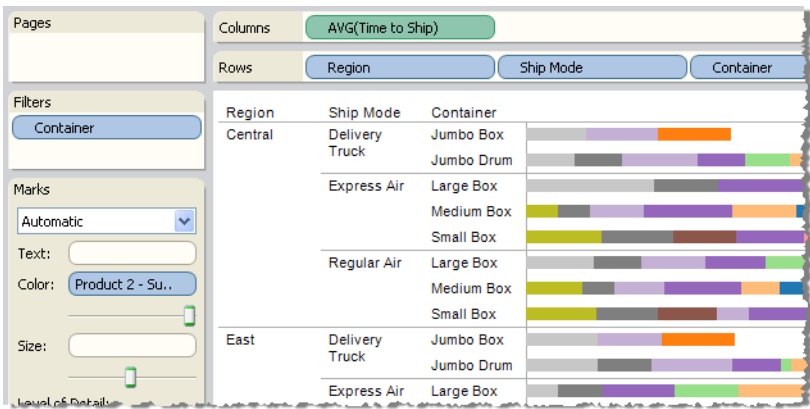 Pages
Columns AVG(Time to Ship)
Rows Region Ship Mode Container
Filters
Container
Marks
Automatic
Text:
Color: Product 2 - Su..
Size:
Level of Detail:
Region Ship Mode Container
Central Delivery Truck Jumbo Box
Jumbo Drum
Express Air Large Box
Medium Box
Small Box
Regular Air Large Box
Medium Box
Small Box
East Delivery Truck Jumbo Box
Jumbo Drum
Express Air Large Box